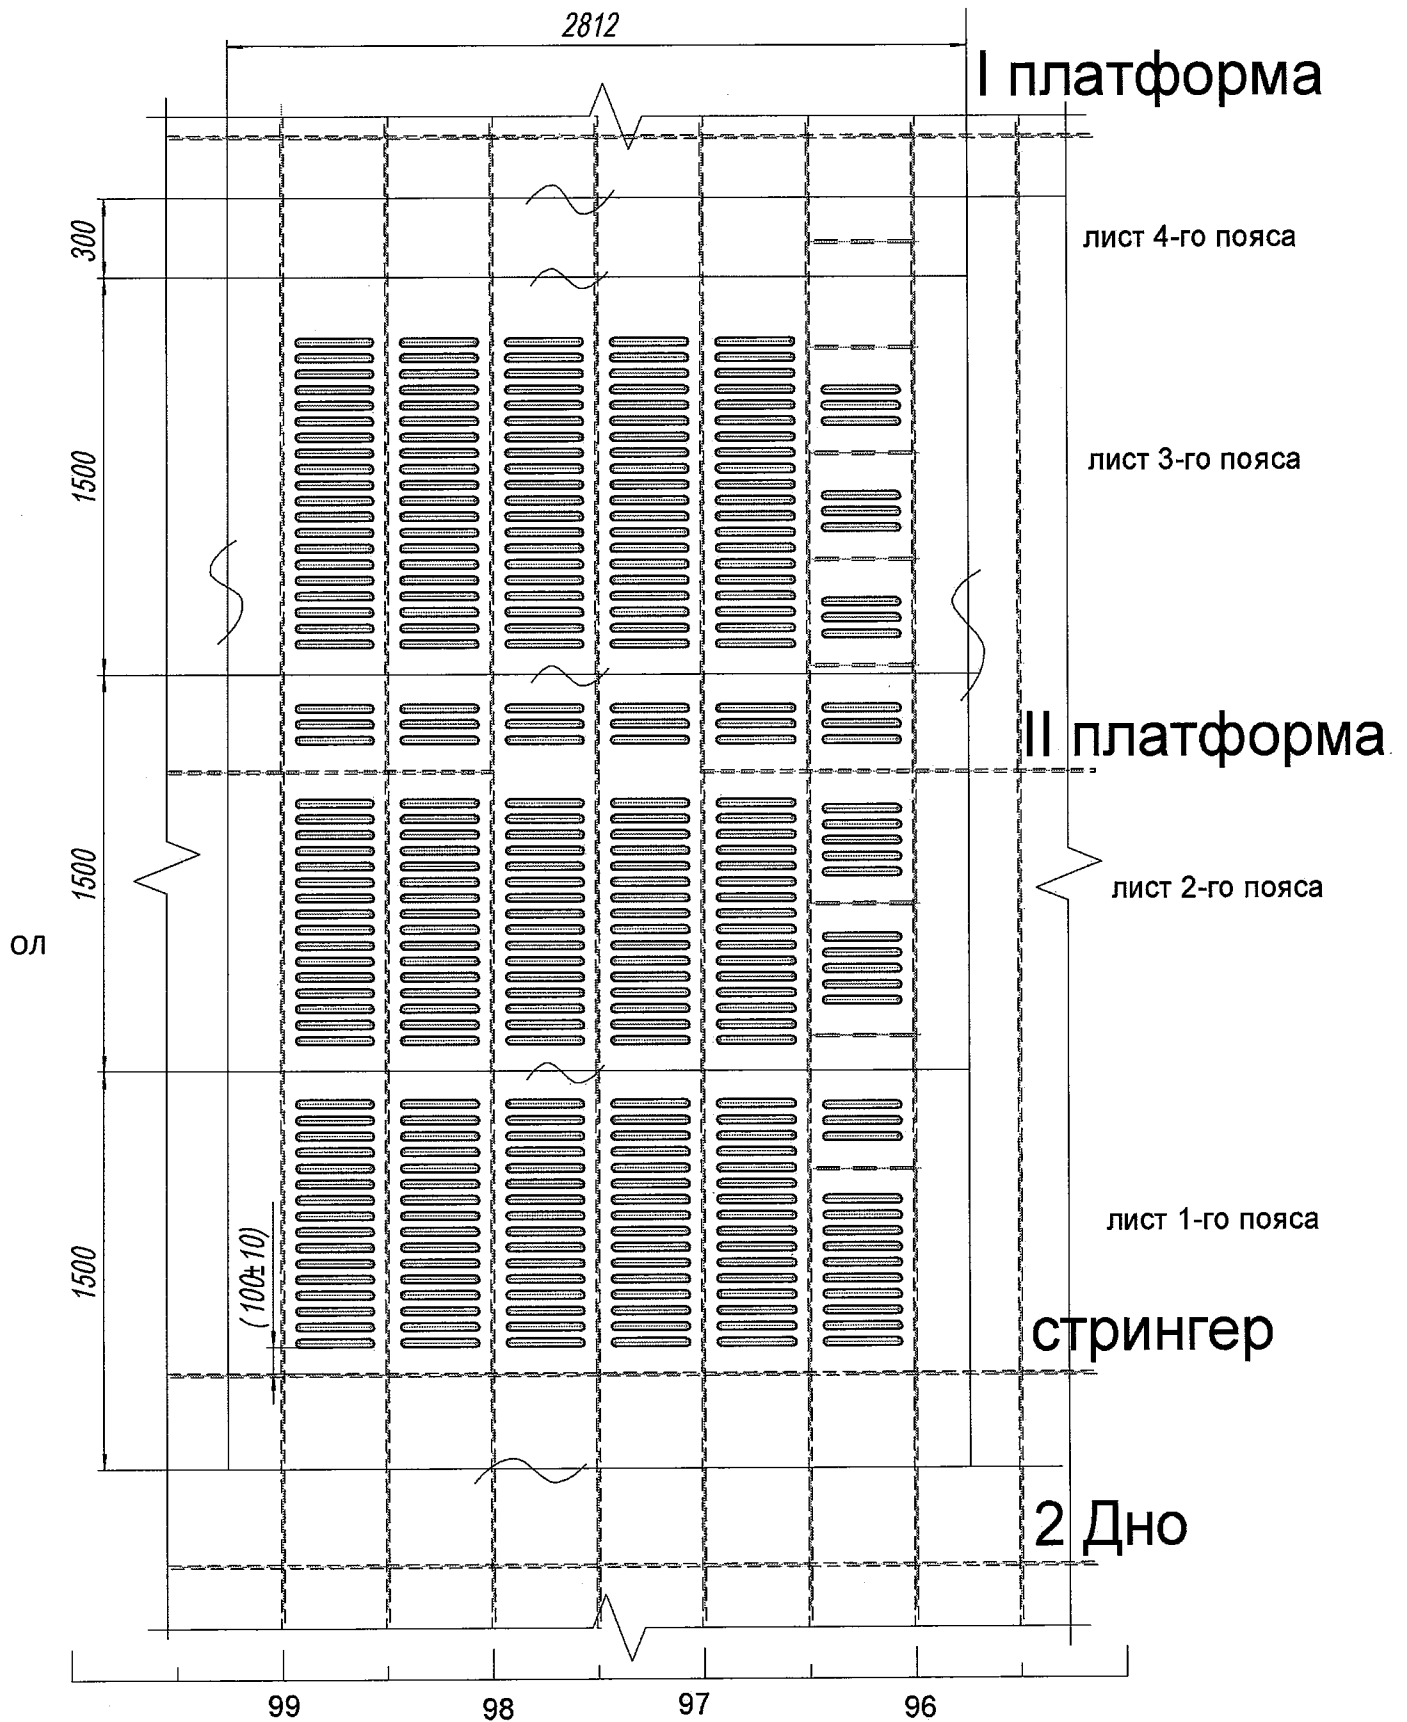 2812
I платформа
300
лист 4-го пояса
1500
лист 3-го пояса
II платформа
1500
лист 2-го пояса
ол
1500
(100±10)
лист 1-го пояса
стрингер
2 Дно
99 98 97 96